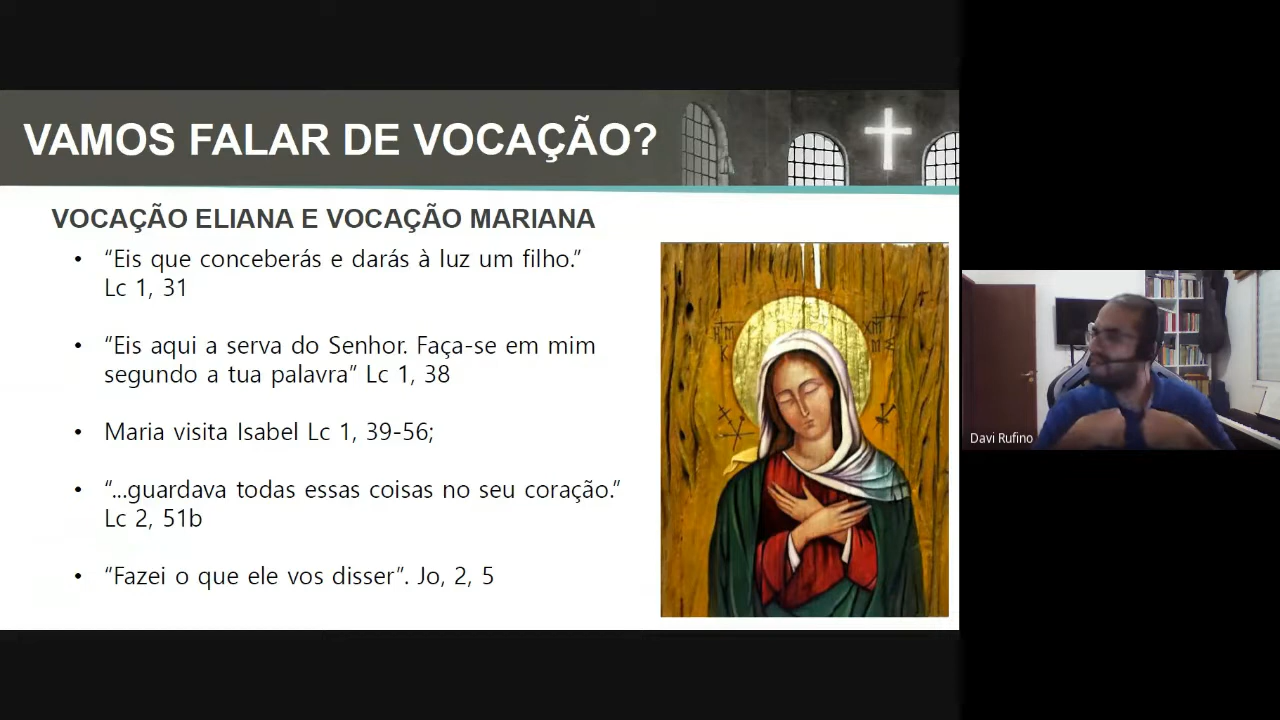 VAMOS FALAR DE VOCAÇÃO?
VOCAÇÃO ELIANA E VOCAÇÃO MARIANA
• “Eis que conceberás e darás à luz um filho.”
Lc 1, 31
• “Eis aqui a serva do Senhor. Faça-se em mim
segundo a tua palavra” Lc 1, 38
• Maria visita Isabel Lc 1, 39-56;
• “...guardava todas essas coisas no seu coração.”
Lc 2, 51b
• “Fazei o que ele vos disser”. Jo, 2, 5
Davi Rufino